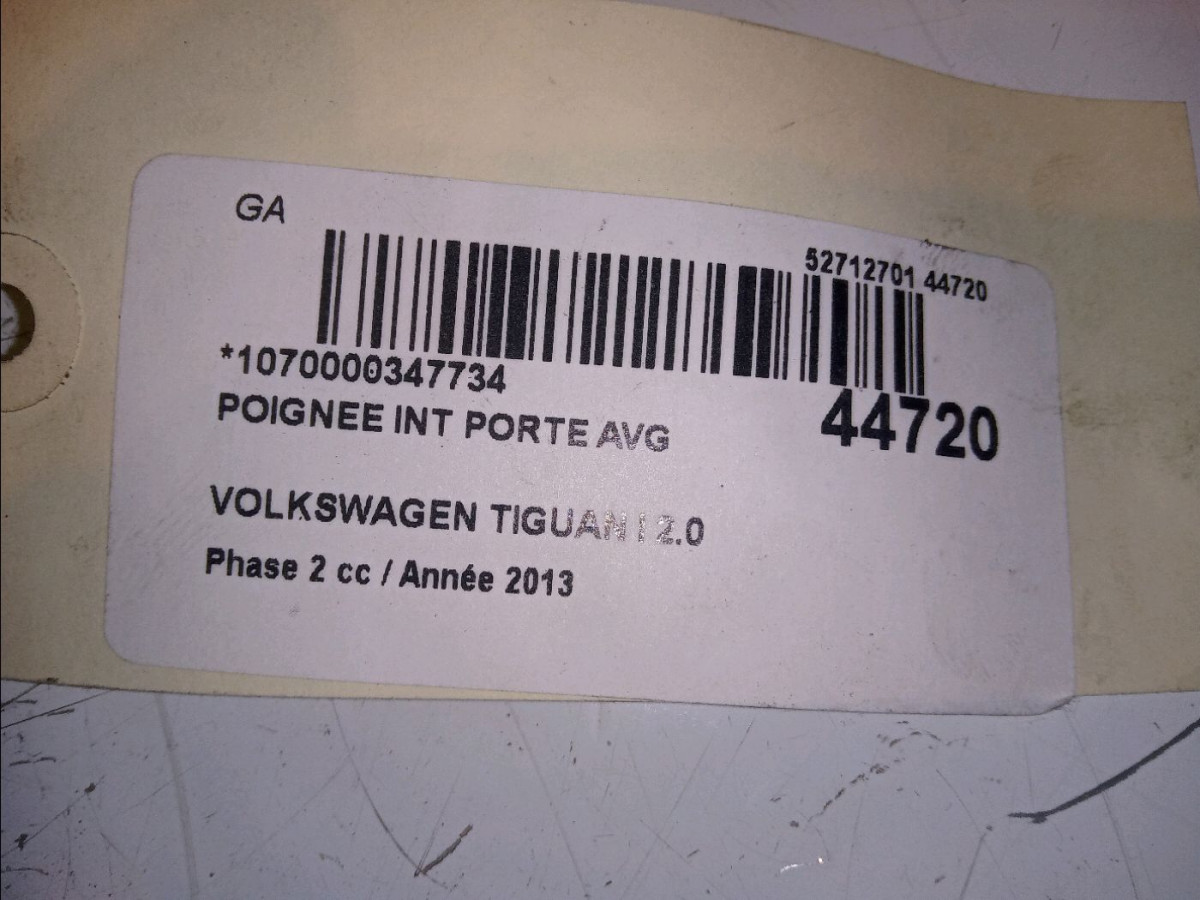 GA
52712701 44720
*1070000347734
44720
POIGNEE INT PORTE AVG
VOLKSWAGEN TIGUAN I 2.0
Phase 2 cc / Année 2013